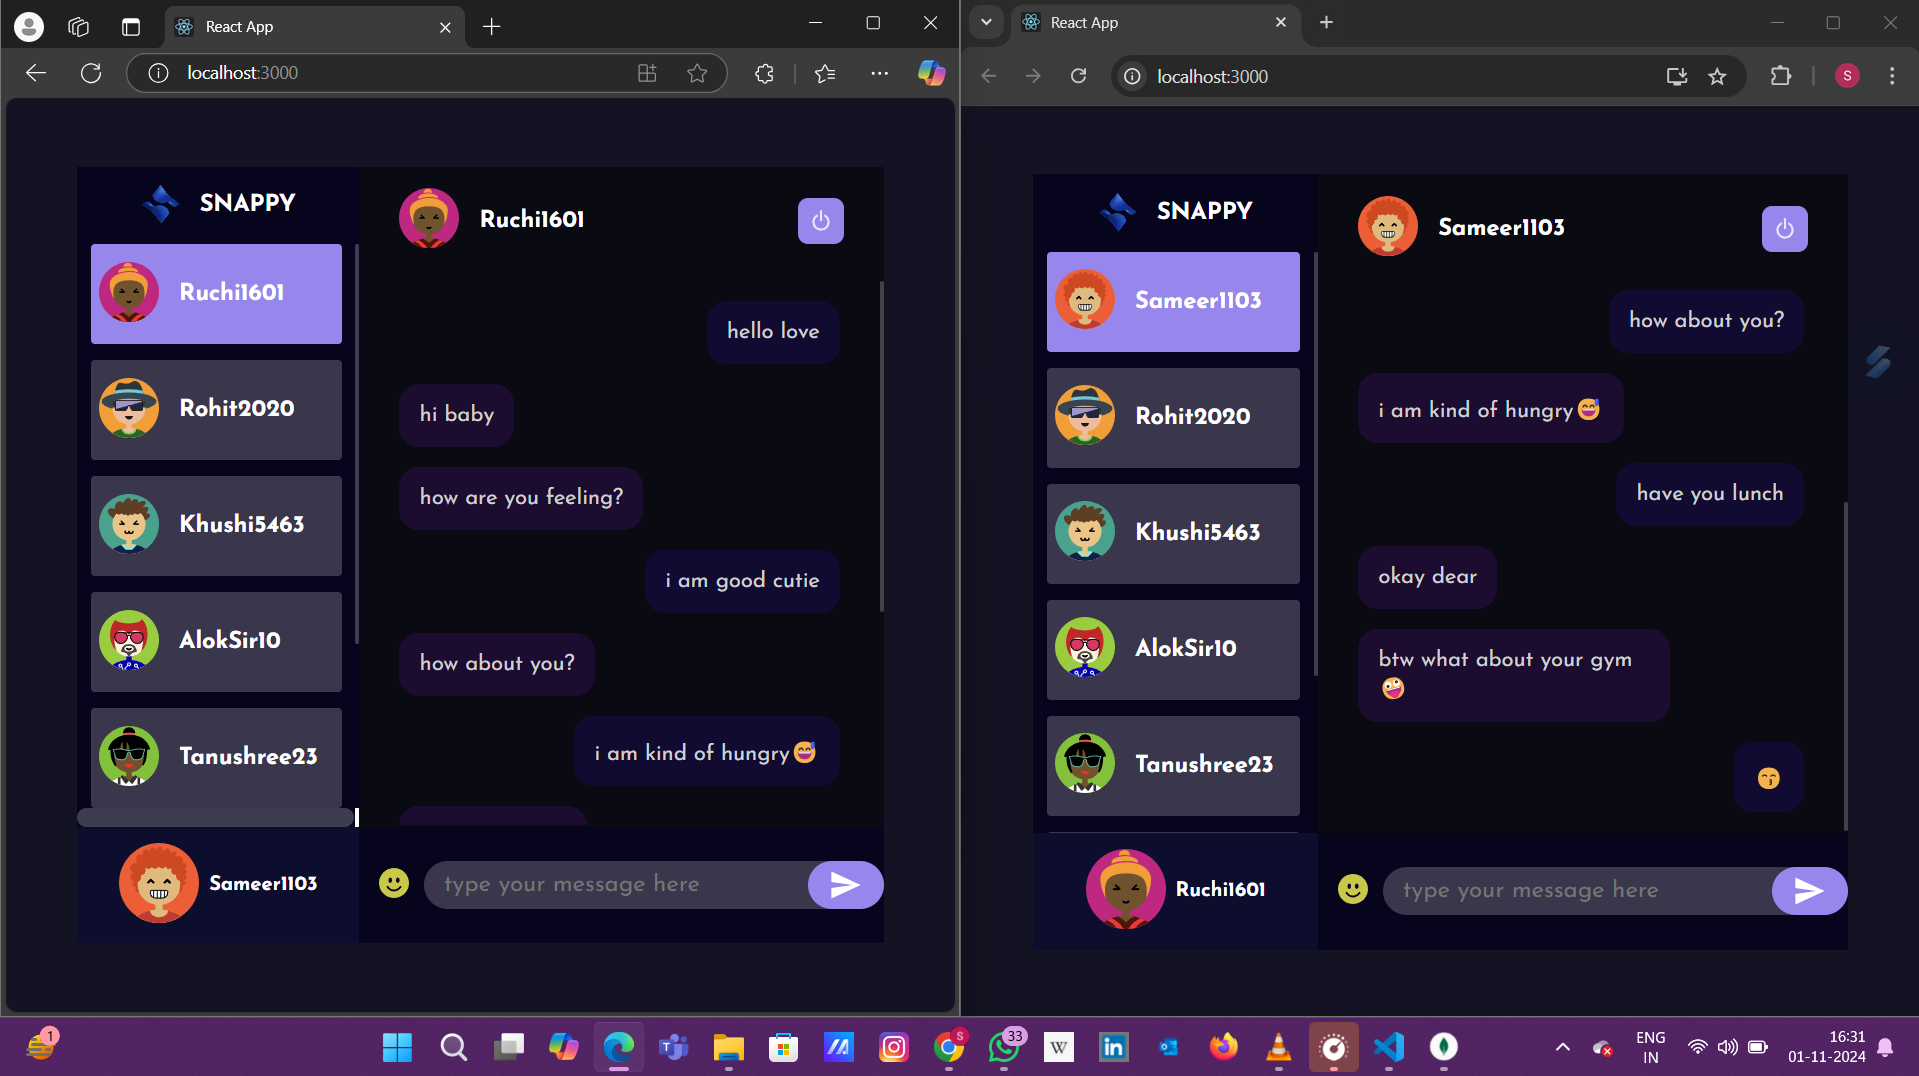 React App
localhost:3000
SNAPPY
Ruchi1601
Rohit2020
Khushi5463
AlokSir10
Tanushree23
Sameer1103
Ruchi1601
hello love
hi baby
how are you feeling?
i am good cutie
how about you?
i am kind of hungry😅
type your message here
React App
localhost:3000
S
SNAPPY
Sameer1103
Rohit2020
Khushi5463
AlokSir10
Tanushree23
Ruchi1601
Sameer1103
how about you?
i am kind of hungry😅
have you lunch
okay dear
btw what about your gym
🤪
😙
type your message here
1
T
S
33
W
in
ENG
IN
16:31
01-11-2024